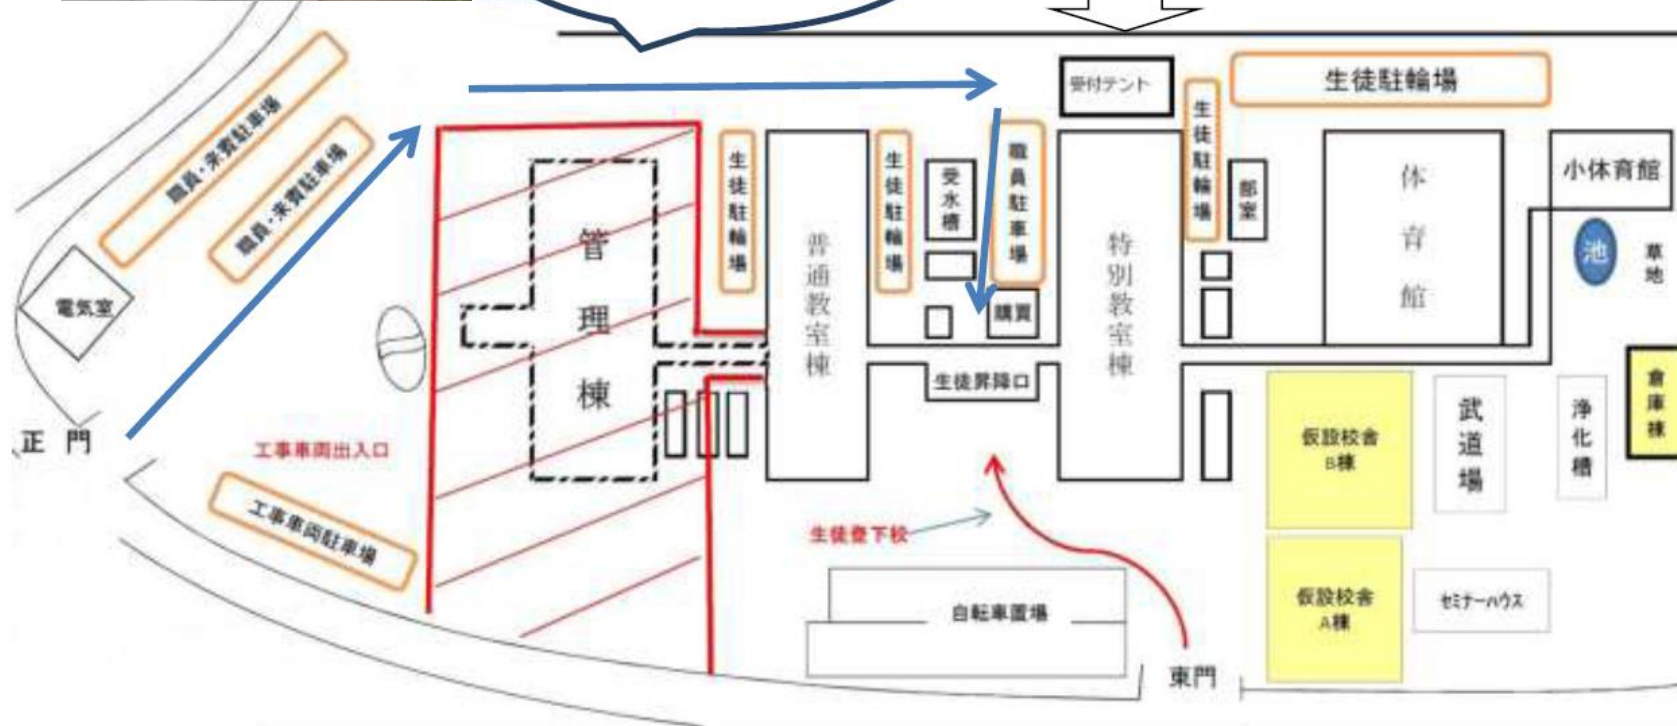 受付テント
生徒駐輪場
職員・来賓駐車場
職員・来賓駐車場
生徒駐輪場
生徒駐輪場
受水槽
職員駐車場
生徒駐輪場
部室
体育館
小体育館
池
草地
管理棟
普通教室棟
特別教室棟
電気室
購買
生徒昇降口
正門
工事車両出入口
工事車両駐車場
生徒登下校
自転車置場
東門
仮設校舎
B棟
武道場
浄化槽
倉庫棟
仮設校舎
A棟
セミナーハウス